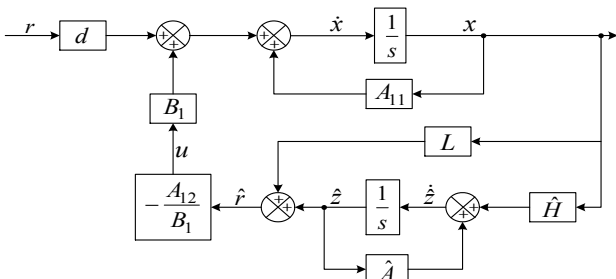 r
d
+
+
+
+
ẋ
1/s
x
A₁₁
B₁
u
L
−A₁₂/B₁
r̂
+
+
ẑ
1/s
ẑ̇
+
+
Ĥ
Â